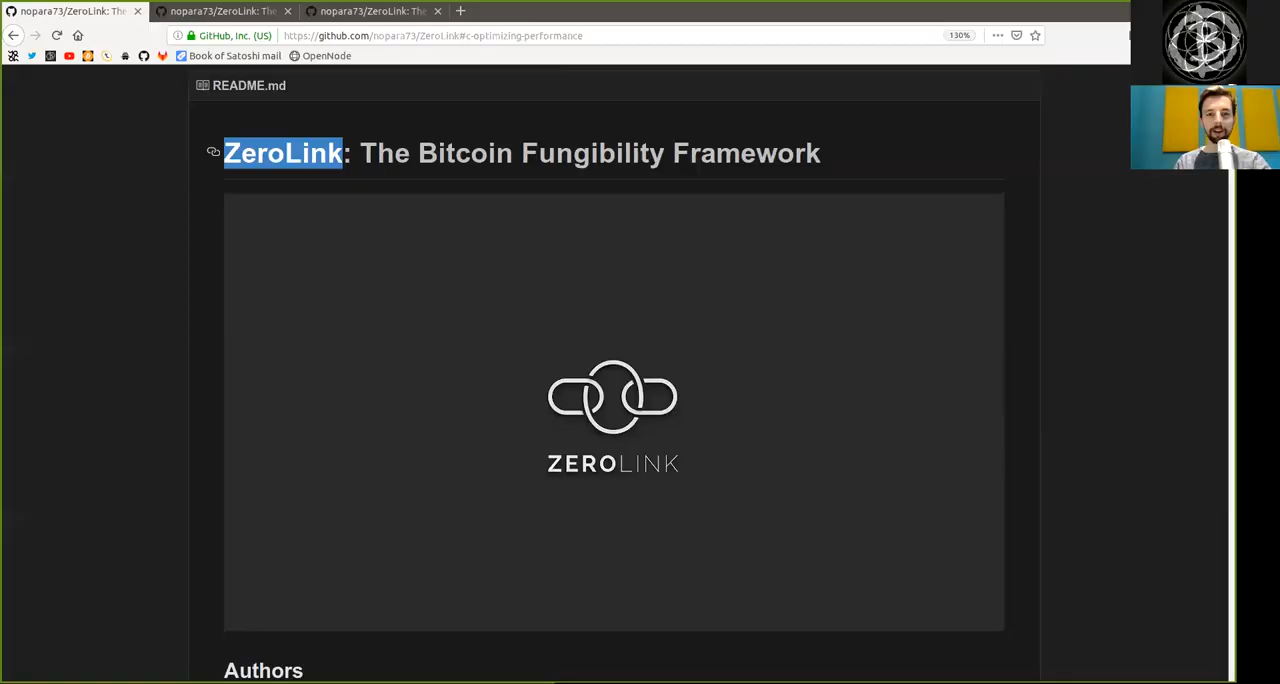 nopara73/ZeroLink: The
nopara73/ZeroLink: The
nopara73/ZeroLink: The
GitHub, Inc. (US)
https://github.com/nopara73/ZeroLink#c-optimizing-performance
130%
Book of Satoshi mail
OpenNode
README.md
ZeroLink: The Bitcoin Fungibility Framework
ZEROLINK
Authors